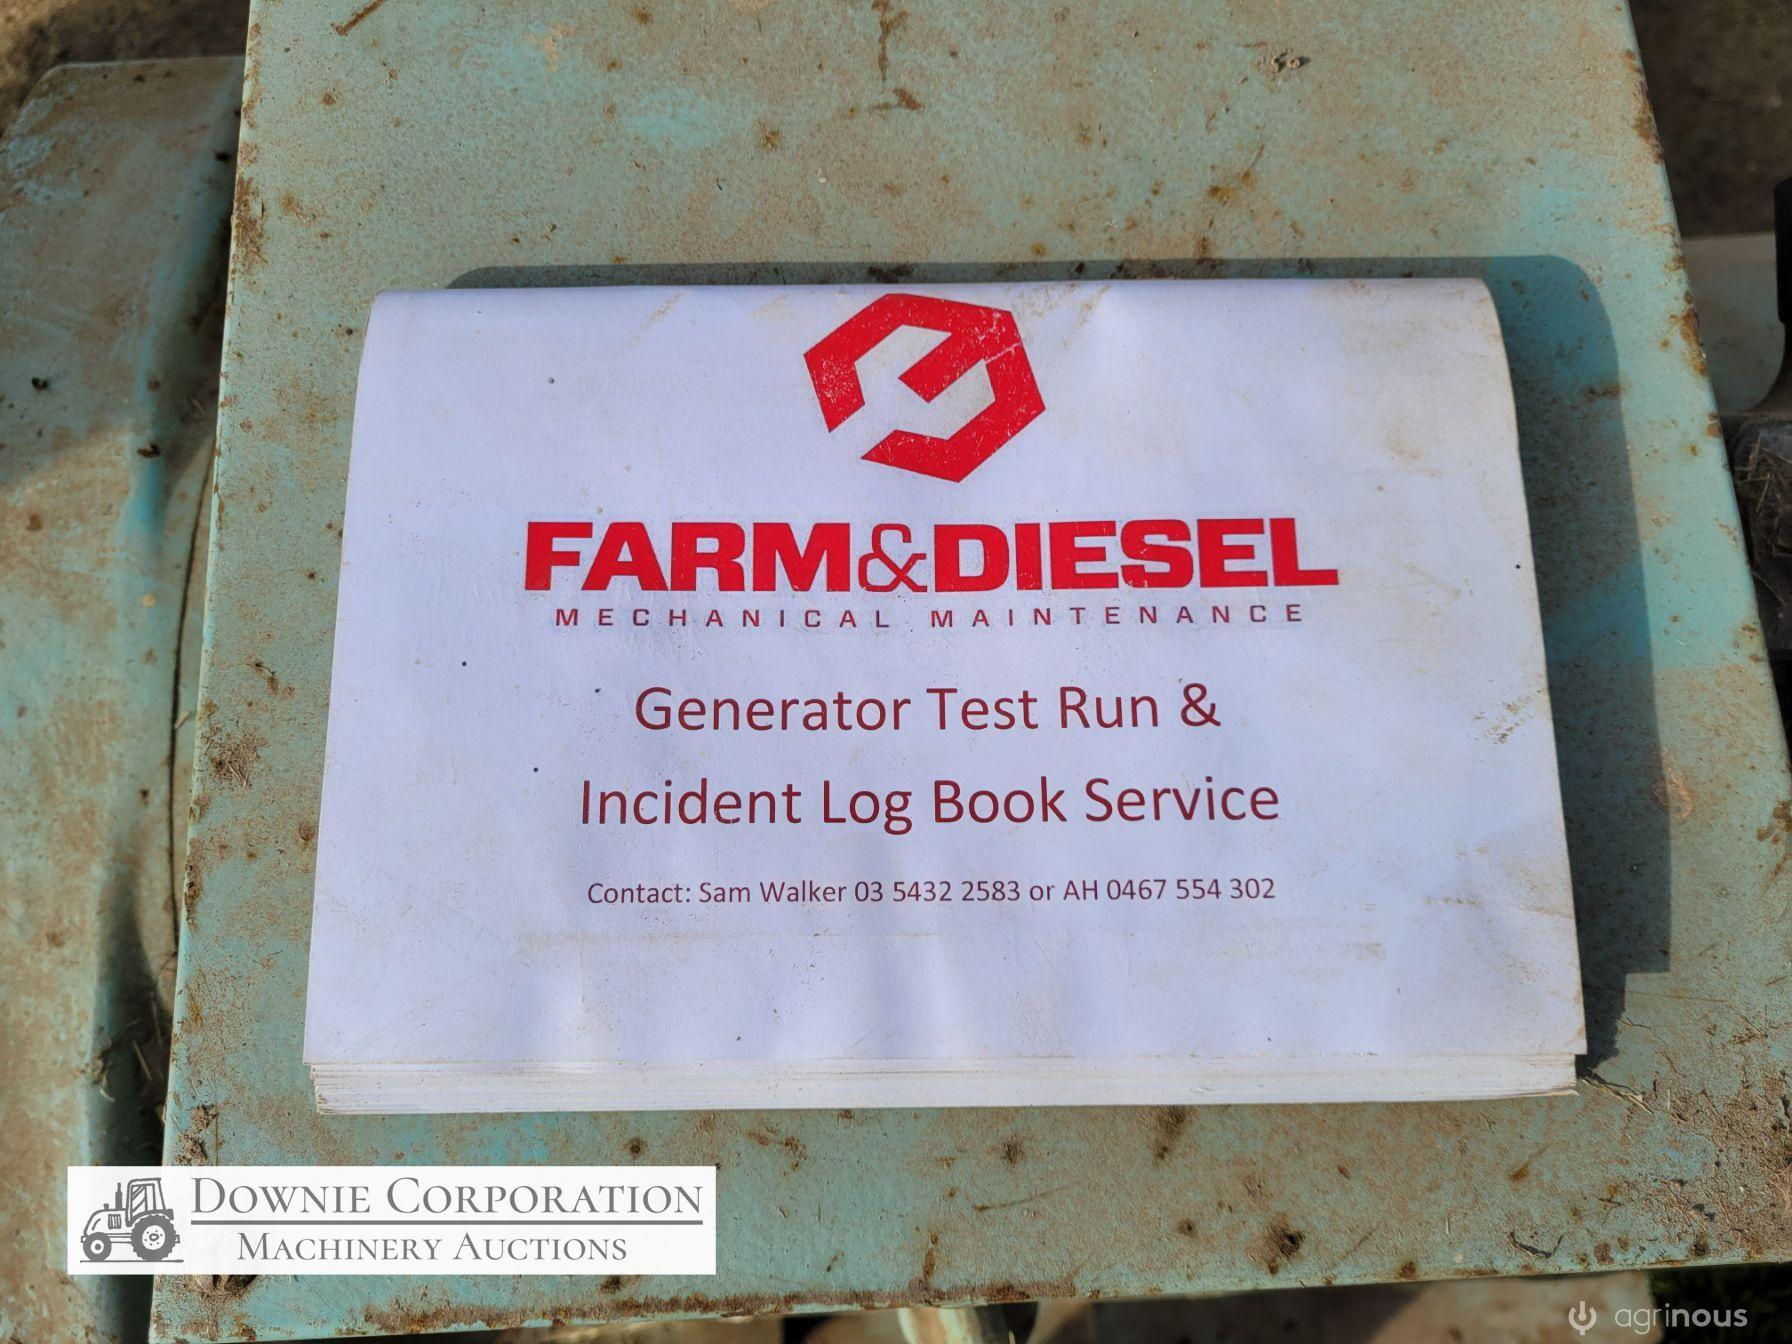 FARM&DIESEL
MECHANICAL MAINTENANCE
Generator Test Run &
Incident Log Book Service
Contact: Sam Walker 03 5432 2583 or AH 0467 554 302
DOWNIE CORPORATION
MACHINERY AUCTIONS
agrinous